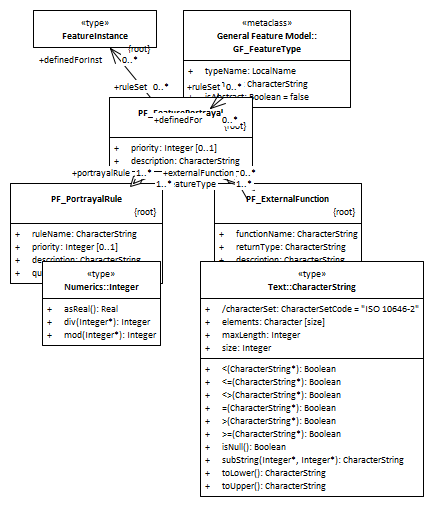 «type»
FeatureInstance
{root}
+definedForInst 0..*
«metaclass»
General Feature Model::
GF_FeatureType
+ typeName: LocalName
CharacterString
Boolean = false
+ruleSet 0..*
+ruleSet 0..*
PF_FeaturePortrayal
+definedFor 0..*
{root}
+ priority: Integer [0..1]
+ description: CharacterString
+portrayalRule 1..*
+externalFunction 0..*
1..*
1..*
PF_PortrayalRule
{root}
+ ruleName: CharacterString
+ priority: Integer [0..1]
+ description: CharacterString
+
PF_ExternalFunction
{root}
+ functionName: CharacterString
+ returnType: CharacterString
+ description: CharacterString
«type»
Numerics::Integer
+ asReal(): Real
+ div(Integer*): Integer
+ mod(Integer*): Integer
«type»
Text::CharacterString
+ /characterSet: CharacterSetCode = "ISO 10646-2"
+ elements: Character [size]
+ maxLength: Integer
+ size: Integer
+ <(CharacterString*): Boolean
+ <=(CharacterString*): Boolean
+ <>(CharacterString*): Boolean
+ =(CharacterString*): Boolean
+ >(CharacterString*): Boolean
+ >=(CharacterString*): Boolean
+ isNull(): Boolean
+ subString(Integer*, Integer*): CharacterString
+ toLower(): CharacterString
+ toUpper(): CharacterString